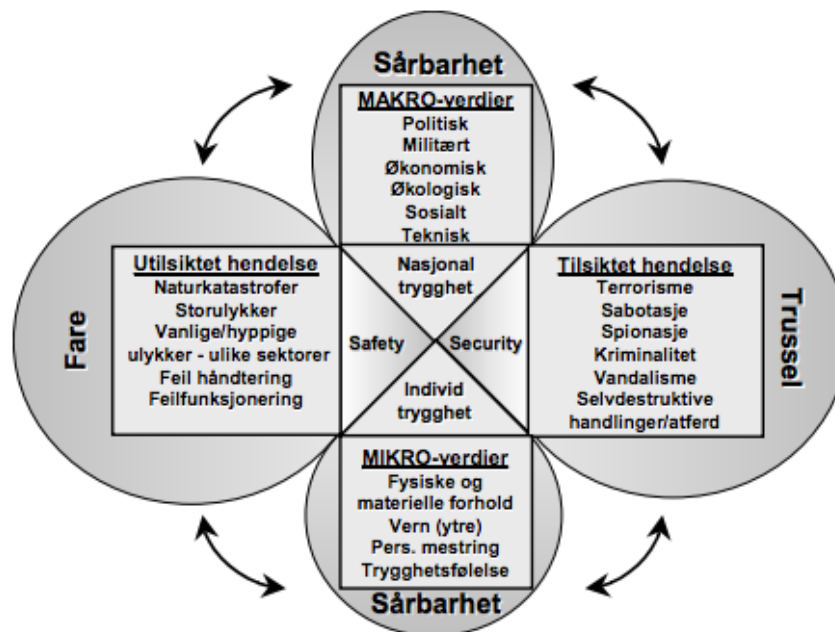 Sårbarhet
MAKRO-verdier
Politisk
Militært
Økonomisk
Økologisk
Sosialt
Teknisk
Fare
Utilsiktet hendelse
Naturkatastrofer
Storulykker
Vanlige/hyppige
ulykker - ulike sektorer
Feil håndtering
Feilfunksjonering
Nasjonal
trygghet
Safety
Security
Individ
trygghet
Tilsiktet hendelse
Terrorisme
Sabotasje
Spionasje
Kriminalitet
Vandalisme
Selvdestruktive
handlinger/atferd
Trussel
MIKRO-verdier
Fysiske og
materielle forhold
Vern (ytre)
Pers. mestring
Trygghetsfølelse
Sårbarhet